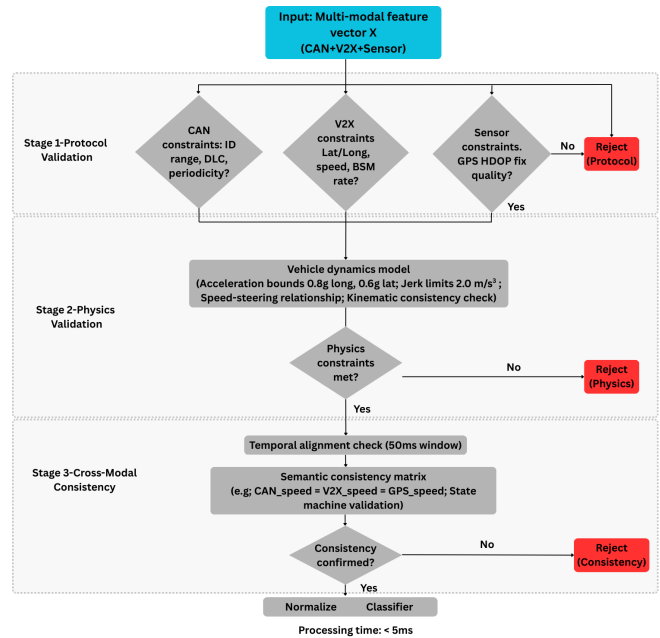 Input: Multi-modal feature
vector X
(CAN+V2X+Sensor)
Stage 1-Protocol
Validation
CAN
constraints: ID
range, DLC,
periodicity?
V2X
constraints
Lat/Long,
speed, BSM
rate?
Sensor
constraints.
GPS HDOP fix
quality?
No
Reject
(Protocol)
Yes
Stage 2-Physics
Validation
Vehicle dynamics model
(Acceleration bounds 0.8g long, 0.6g lat; Jerk limits 2.0 m/s³ ;
Speed-steering relationship; Kinematic consistency check)
Physics
constraints
met?
No
Reject
(Physics)
Yes
Stage 3-Cross-Modal
Consistency
Temporal alignment check (50ms window)
Semantic consistency matrix
(e.g; CAN_speed = V2X_speed = GPS_speed; State
machine validation)
Consistency
confirmed?
No
Reject
(Consistency)
Yes
Normalize Classifier
Processing time: < 5ms